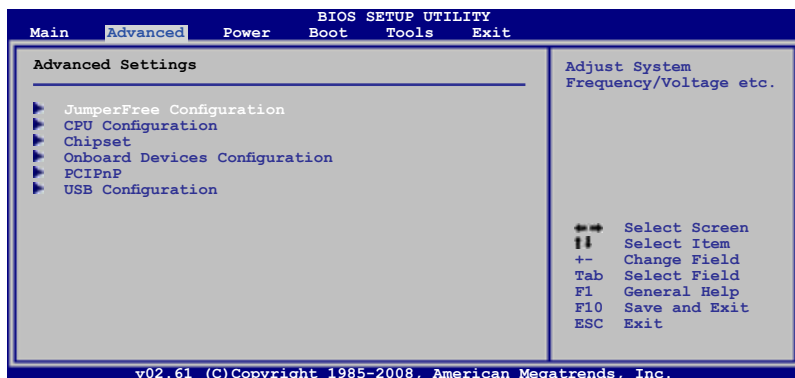 BIOS SETUP UTILITY
Main Advanced Power Boot Tools Exit
Advanced Settings
JumperFree Configuration
CPU Configuration
Chipset
Onboard Devices Configuration
PCIPnP
USB Configuration
Adjust System
Frequency/Voltage etc.
Select Screen
Select Item
+- Change Field
Tab Select Field
F1 General Help
F10 Save and Exit
ESC Exit
v02.61 (C)Copyright 1985-2008, American Megatrends, Inc.